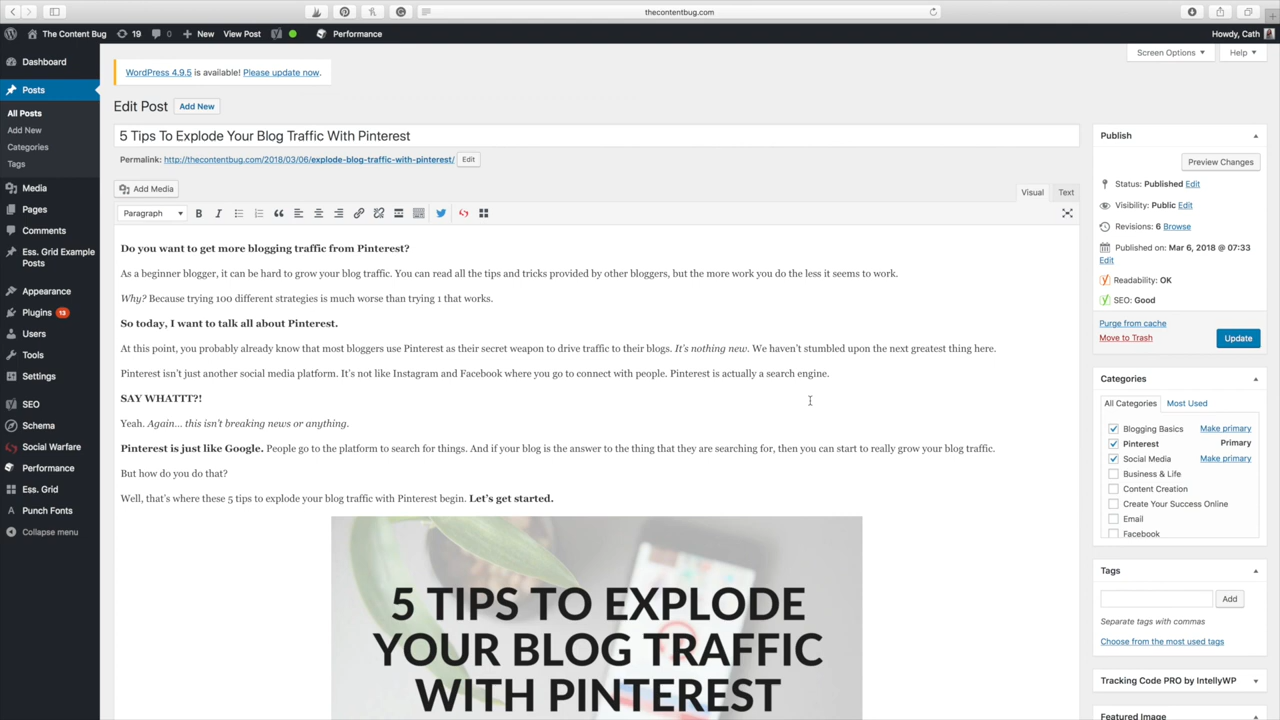 thecontentbug.com
The Content Bug 19 0 New View Post Performance Howdy, Cath
Screen Options Help
Dashboard
Posts
All Posts
Add New
Categories
Tags
Media
Pages
Comments
Ess. Grid Example
Posts
Appearance
Plugins 13
Users
Tools
Settings
SEO
Schema
Social Warfare
Performance
Ess. Grid
Punch Fonts
Collapse menu
WordPress 4.9.5 is available! Please update now.
Edit Post Add New
5 Tips To Explode Your Blog Traffic With Pinterest
Permalink: http://thecontentbug.com/2018/03/06/explode-blog-traffic-with-pinterest/ Edit
Add Media Visual Text
Paragraph B I
Do you want to get more blogging traffic from Pinterest?
As a beginner blogger, it can be hard to grow your blog traffic. You can read all the tips and tricks provided by other bloggers, but the more work you do the less it seems to work.
Why? Because trying 100 different strategies is much worse than trying 1 that works.
So today, I want to talk all about Pinterest.
At this point, you probably already know that most bloggers use Pinterest as their secret weapon to drive traffic to their blogs. It's nothing new. We haven't stumbled upon the next greatest thing here.
Pinterest isn't just another social media platform. It's not like Instagram and Facebook where you go to connect with people. Pinterest is actually a search engine.
SAY WHATTT?!
Yeah. Again… this isn't breaking news or anything.
Pinterest is just like Google. People go to the platform to search for things. And if your blog is the answer to the thing that they are searching for, then you can start to really grow your blog traffic.
But how do you do that?
Well, that's where these 5 tips to explode your blog traffic with Pinterest begin. Let's get started.
5 TIPS TO EXPLODE
YOUR BLOG TRAFFIC
WITH PINTEREST
Publish
Preview Changes
Status: Published Edit
Visibility: Public Edit
Revisions: 6 Browse
Published on: Mar 6, 2018 @ 07:33
Edit
Readability: OK
SEO: Good
Purge from cache
Move to Trash Update
Categories
All Categories Most Used
Blogging Basics Make primary
Pinterest Primary
Social Media Make primary
Business & Life
Content Creation
Create Your Success Online
Email
Facebook
Tags
Add
Separate tags with commas
Choose from the most used tags
Tracking Code PRO by IntellyWP
Featured Image